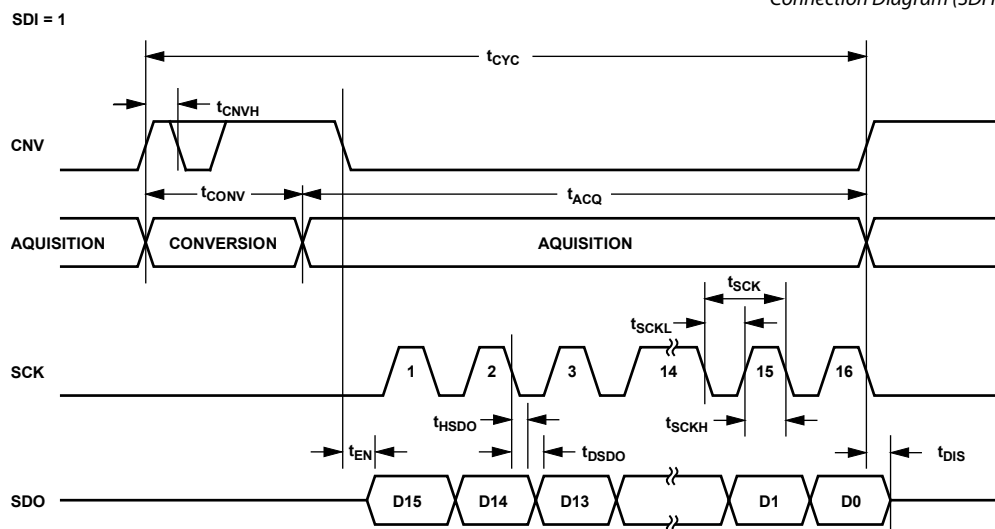 Connection Diagram (SDI
SDI = 1
tCYC
tCNVH
CNV
tCONV
tACQ
AQUISITION
CONVERSION
AQUISITION
tSCK
tSCKL
SCK
1
2
3
14
15
16
tHSDO
tSCKH
tEN
tDSDO
tDIS
SDO
D15
D14
D13
D1
D0